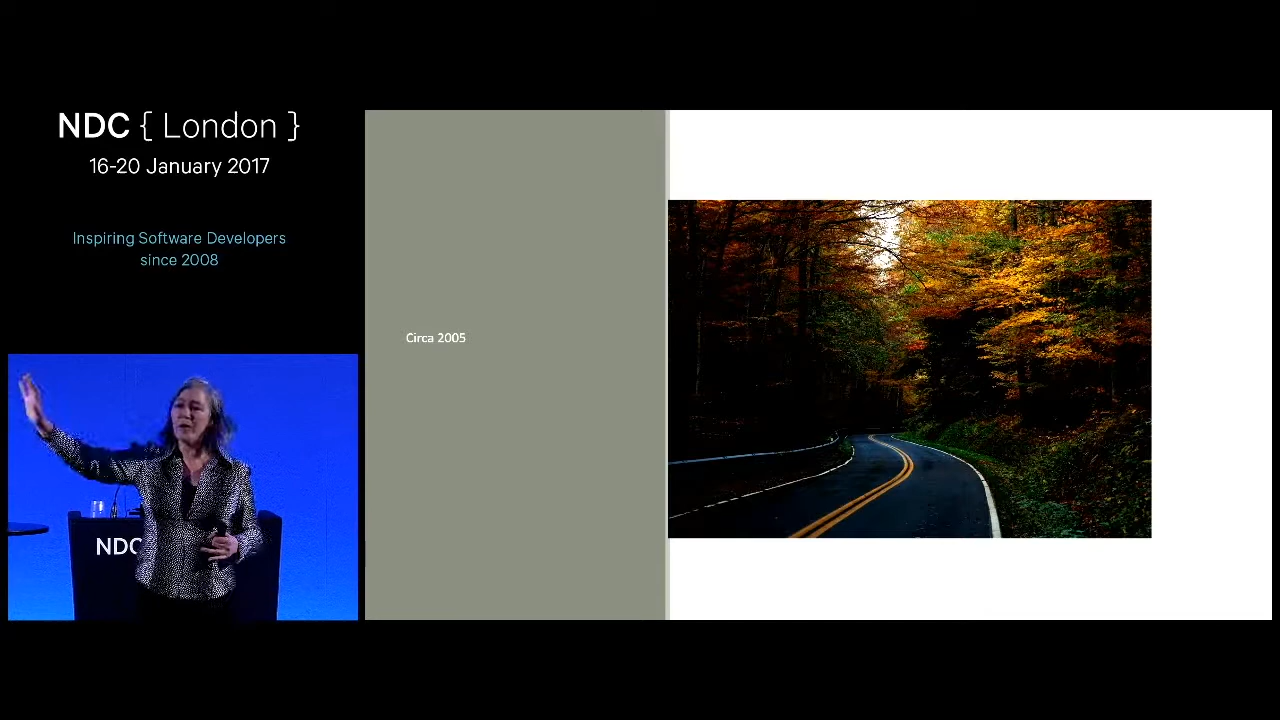 NDC { London }
16-20 January 2017
Inspiring Software Developers
since 2008
Circa 2005
NDC